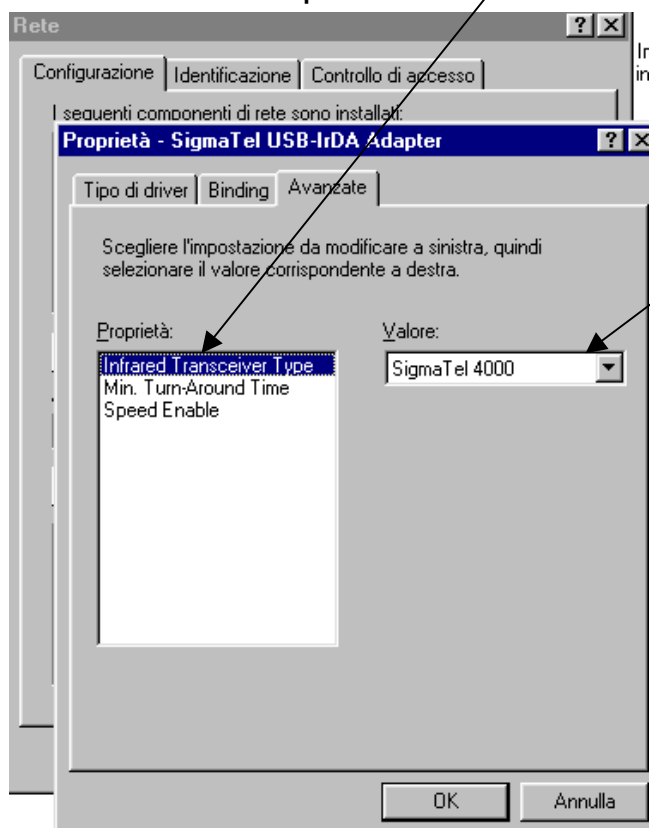 Rete
Configurazione Identificazione Controllo di accesso
I seguenti componenti di rete sono installati:
Proprietà - SigmaTel USB-IrDA Adapter
Tipo di driver Binding Avanzate
Scegliere l'impostazione da modificare a sinistra, quindi
selezionare il valore corrispondente a destra.
Proprietà: Valore:
Infrared Transceiver Type SigmaTel 4000
Min. Turn-Around Time
Speed Enable
OK Annulla